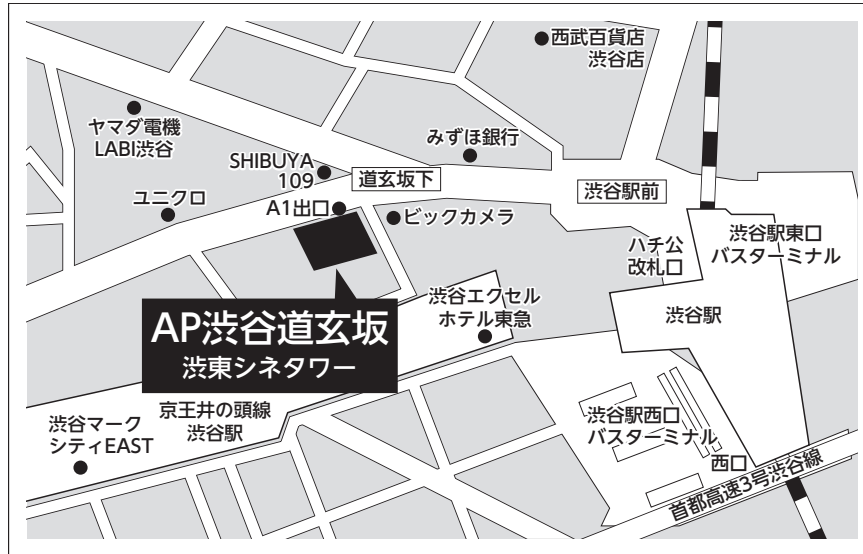 西武百貨店
渋谷店
ヤマダ電機
LABI渋谷
みずほ銀行
SHIBUYA
109
道玄坂下
渋谷駅前
ユニクロ
A1出口
ビックカメラ
ハチ公
改札口
渋谷駅東口
バスターミナル
渋谷エクセル
ホテル東急
渋谷駅
AP渋谷道玄坂
渋東シネタワー
京王井の頭線
渋谷駅
渋谷マーク
シティEAST
渋谷駅西口
バスターミナル
西口
首都高速3号渋谷線